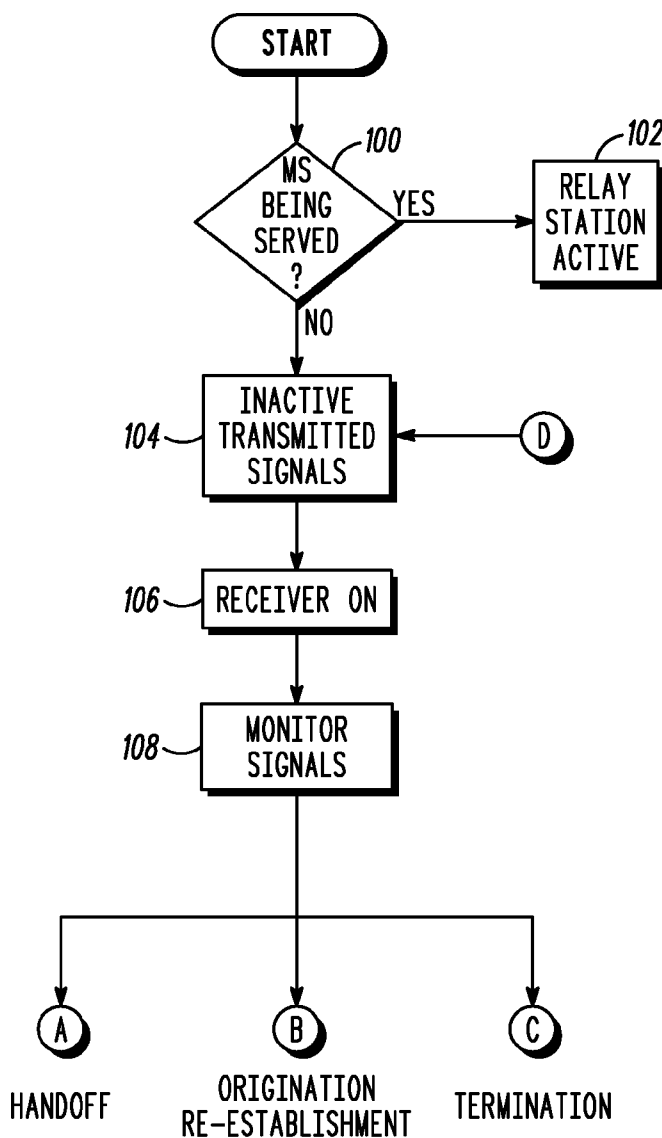 START
100
MS
BEING
SERVED
?
YES
102
RELAY
STATION
ACTIVE
NO
104
INACTIVE
TRANSMITTED
SIGNALS
D
106
RECEIVER ON
108
MONITOR
SIGNALS
A
B
C
HANDOFF
ORIGINATION
RE-ESTABLISHMENT
TERMINATION